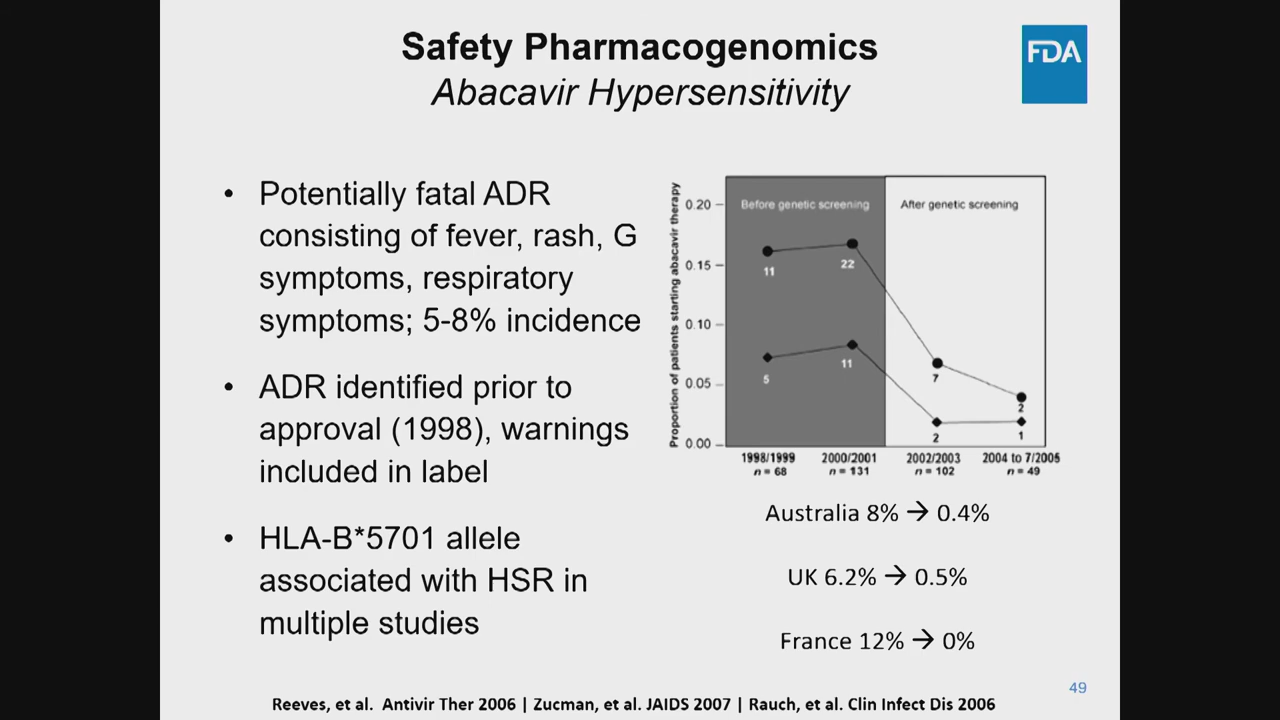 Safety Pharmacogenomics
Abacavir Hypersensitivity
FDA
• Potentially fatal ADR
consisting of fever, rash, G
symptoms, respiratory
symptoms; 5-8% incidence
• ADR identified prior to
approval (1998), warnings
included in label
• HLA-B*5701 allele
associated with HSR in
multiple studies
Proportion of patients starting abacavir therapy
0.20
0.15
0.10
0.05
0.00
Before genetic screening
After genetic screening
11
22
7
2
5
11
2
1
1998/1999
n = 68
2000/2001
n = 131
2002/2003
n = 102
2004 to 7/2005
n = 49
Australia 8% → 0.4%
UK 6.2% → 0.5%
France 12% → 0%
49
Reeves, et al. Antivir Ther 2006 | Zucman, et al. JAIDS 2007 | Rauch, et al. Clin Infect Dis 2006